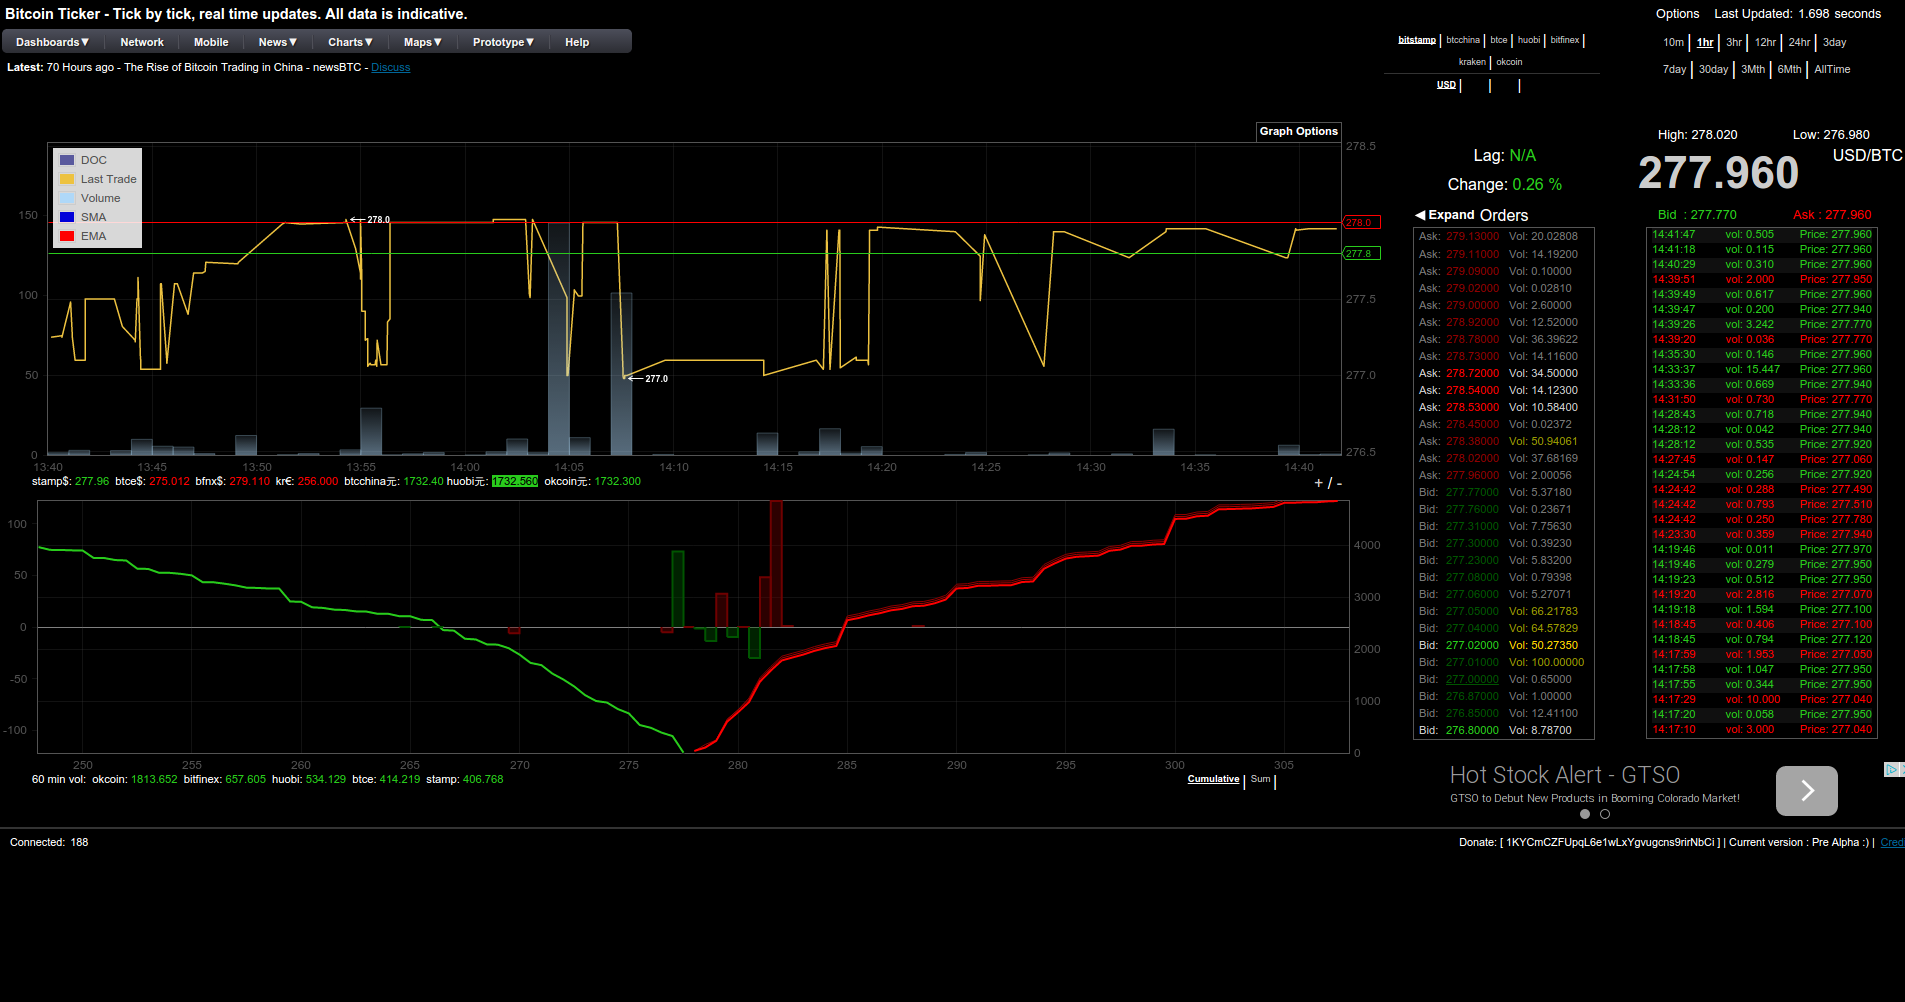 Bitcoin Ticker - Tick by tick, real time updates. All data is indicative.
Options Last Updated: 1.698 seconds
Dashboards▼ Network Mobile News▼ Charts▼ Maps▼ Prototype▼ Help
bitstamp btcchina btce huobi bitfinex
kraken okcoin
USD
10m 1hr 3hr 12hr 24hr 3day
7day 30day 3Mth 6Mth AllTime
Latest: 70 Hours ago - The Rise of Bitcoin Trading in China - newsBTC - Discuss
Graph Options
High: 278.020 Low: 276.980
277.960 USD/BTC
Lag: N/A
Change: 0.26 %
Bid : 277.770 Ask : 277.960
◀ Expand Orders
DOC
Last Trade
Volume
SMA
EMA
278.5
278.0
277.8
277.5
277.0
276.5
150
100
50
0
278.0
277.0
13:40 13:45 13:50 13:55 14:00 14:05 14:10 14:15 14:20 14:25 14:30 14:35 14:40
stamp$: 277.96 btce$: 275.012 bfnx$: 279.110 kr€: 256.000 btcchina元: 1732.40 huobi元: 1732.560 okcoin元: 1732.300
+ / -
100
50
0
-50
-100
4000
3000
2000
1000
0
250 255 260 265 270 275 280 285 290 295 300 305
60 min vol: okcoin: 1813.652 bitfinex: 657.605 huobi: 534.129 btce: 414.219 stamp: 406.768
Cumulative Sum
Ask: 279.13000 Vol: 20.02808
Ask: 279.11000 Vol: 14.19200
Ask: 279.09000 Vol: 0.10000
Ask: 279.02000 Vol: 0.02810
Ask: 279.00000 Vol: 2.60000
Ask: 278.92000 Vol: 12.52000
Ask: 278.78000 Vol: 36.39622
Ask: 278.73000 Vol: 14.11600
Ask: 278.72000 Vol: 34.50000
Ask: 278.54000 Vol: 14.12300
Ask: 278.53000 Vol: 10.58400
Ask: 278.45000 Vol: 0.02372
Ask: 278.38000 Vol: 50.94061
Ask: 278.02000 Vol: 37.68169
Ask: 277.96000 Vol: 2.00056
Bid: 277.77000 Vol: 5.37180
Bid: 277.76000 Vol: 0.23671
Bid: 277.31000 Vol: 7.75630
Bid: 277.30000 Vol: 0.39230
Bid: 277.23000 Vol: 5.83200
Bid: 277.08000 Vol: 0.79398
Bid: 277.06000 Vol: 5.27071
Bid: 277.05000 Vol: 66.21783
Bid: 277.04000 Vol: 64.57829
Bid: 277.02000 Vol: 50.27350
Bid: 277.01000 Vol: 100.00000
Bid: 277.00000 Vol: 0.65000
Bid: 276.87000 Vol: 1.00000
Bid: 276.85000 Vol: 12.41100
Bid: 276.80000 Vol: 8.78700
14:41:47 vol: 0.505 Price: 277.960
14:41:18 vol: 0.115 Price: 277.960
14:40:29 vol: 0.310 Price: 277.960
14:39:51 vol: 2.000 Price: 277.950
14:39:49 vol: 0.617 Price: 277.960
14:39:47 vol: 0.200 Price: 277.940
14:39:26 vol: 3.242 Price: 277.770
14:39:20 vol: 0.036 Price: 277.770
14:35:30 vol: 0.146 Price: 277.960
14:33:37 vol: 15.447 Price: 277.960
14:33:36 vol: 0.669 Price: 277.940
14:31:50 vol: 0.730 Price: 277.770
14:28:43 vol: 0.718 Price: 277.940
14:28:12 vol: 0.042 Price: 277.940
14:28:12 vol: 0.535 Price: 277.920
14:27:45 vol: 0.147 Price: 277.060
14:24:54 vol: 0.256 Price: 277.920
14:24:42 vol: 0.288 Price: 277.490
14:24:42 vol: 0.793 Price: 277.510
14:24:42 vol: 0.250 Price: 277.780
14:23:30 vol: 0.359 Price: 277.940
14:19:46 vol: 0.011 Price: 277.970
14:19:46 vol: 0.279 Price: 277.950
14:19:23 vol: 0.512 Price: 277.950
14:19:20 vol: 2.816 Price: 277.070
14:19:18 vol: 1.594 Price: 277.100
14:18:45 vol: 0.406 Price: 277.100
14:18:45 vol: 0.794 Price: 277.120
14:17:59 vol: 1.953 Price: 277.050
14:17:58 vol: 1.047 Price: 277.950
14:17:55 vol: 0.344 Price: 277.950
14:17:29 vol: 10.000 Price: 277.040
14:17:20 vol: 0.058 Price: 277.950
14:17:10 vol: 3.000 Price: 277.040
Hot Stock Alert - GTSO
GTSO to Debut New Products in Booming Colorado Market!
Connected: 188
Donate: [ 1KYCmCZFUpqL6e1wLxYgvugcns9rirNbCi ] | Current version : Pre Alpha :) | Cred